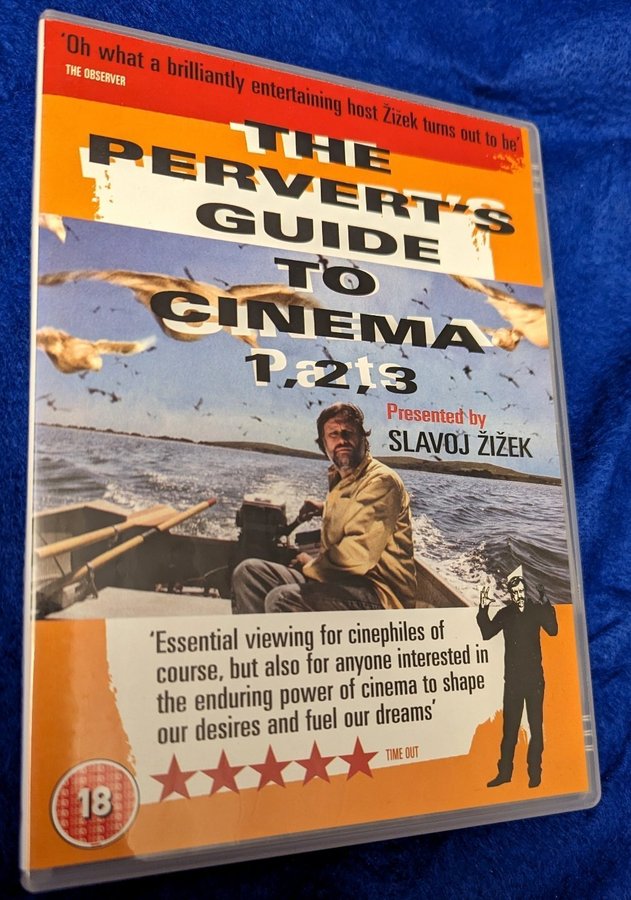 'Oh what a brilliantly entertaining host Žižek turns out to be'
THE OBSERVER
THE
PERVERT'S
GUIDE
TO
CINEMA
Parts
1,2,3
Presented by
SLAVOJ ŽIŽEK
'Essential viewing for cinephiles of
course, but also for anyone interested in
the enduring power of cinema to shape
our desires and fuel our dreams'
TIME OUT
18